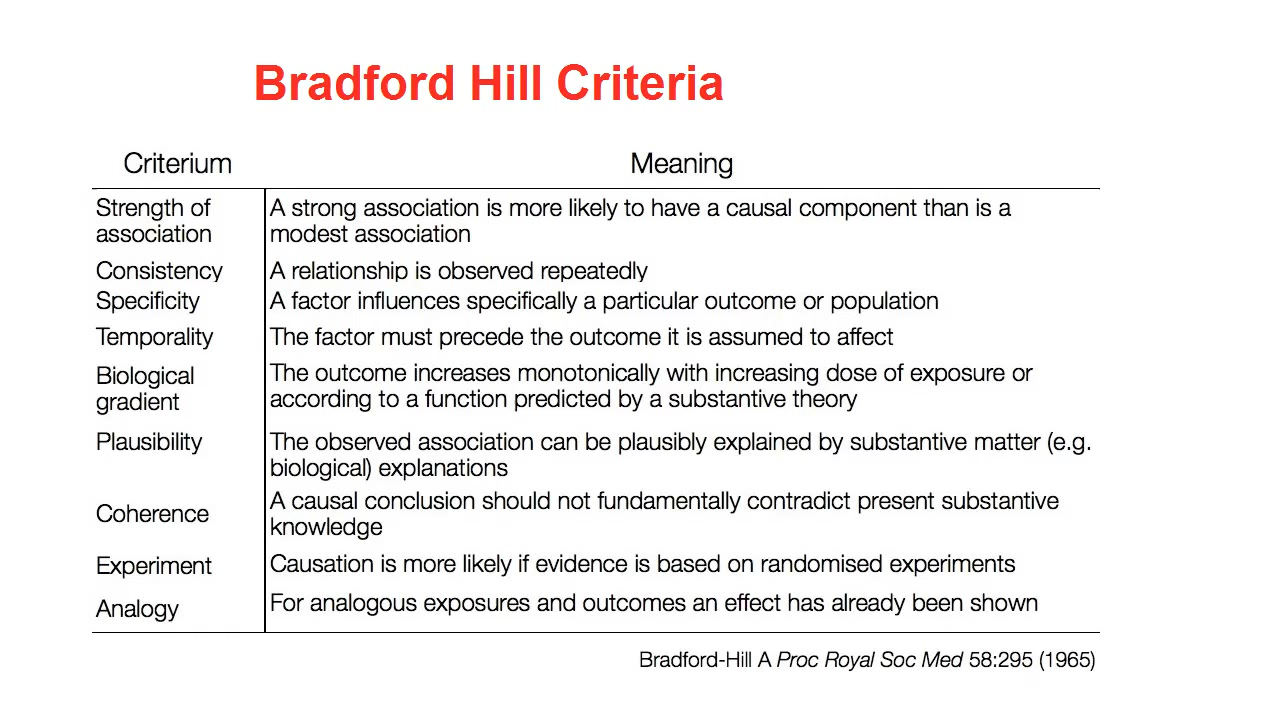 Bradford Hill Criteria
Criterium Meaning
Strength of association A strong association is more likely to have a causal component than is a
modest association
Consistency A relationship is observed repeatedly
Specificity A factor influences specifically a particular outcome or population
Temporality The factor must precede the outcome it is assumed to affect
Biological gradient The outcome increases monotonically with increasing dose of exposure or
according to a function predicted by a substantive theory
Plausibility The observed association can be plausibly explained by substantive matter (e.g.
biological) explanations
Coherence A causal conclusion should not fundamentally contradict present substantive
knowledge
Experiment Causation is more likely if evidence is based on randomised experiments
Analogy For analogous exposures and outcomes an effect has already been shown
Bradford-Hill A Proc Royal Soc Med 58:295 (1965)